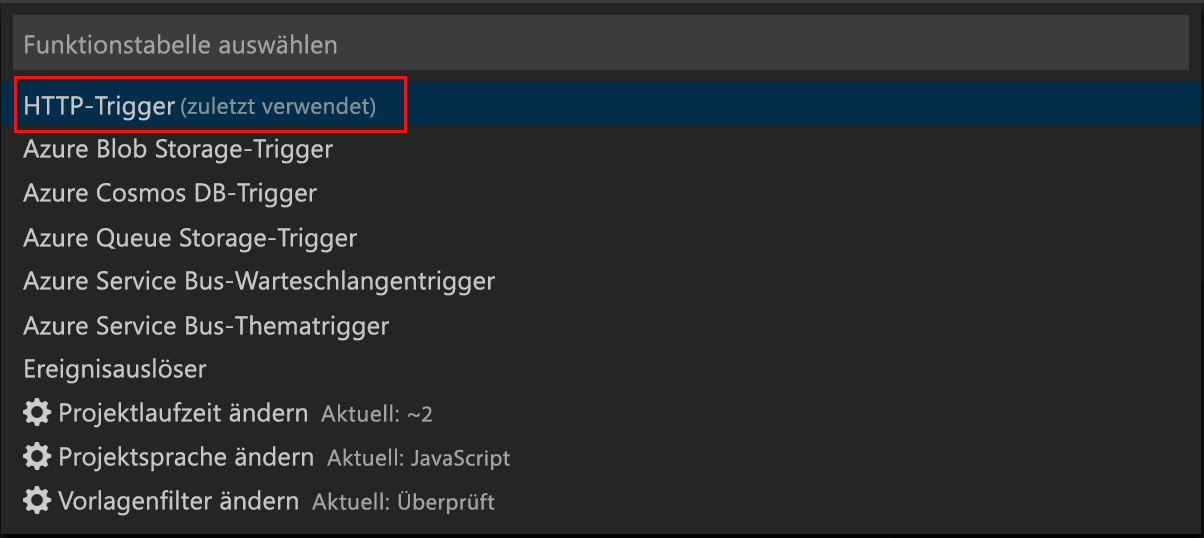 Funktionstabelle auswählen
HTTP-Trigger (zuletzt verwendet)
Azure Blob Storage-Trigger
Azure Cosmos DB-Trigger
Azure Queue Storage-Trigger
Azure Service Bus-Warteschlangentrigger
Azure Service Bus-Thematrigger
Ereignisauslöser
Projektlaufzeit ändern Aktuell: ~2
Projektsprache ändern Aktuell: JavaScript
Vorlagenfilter ändern Aktuell: Überprüft